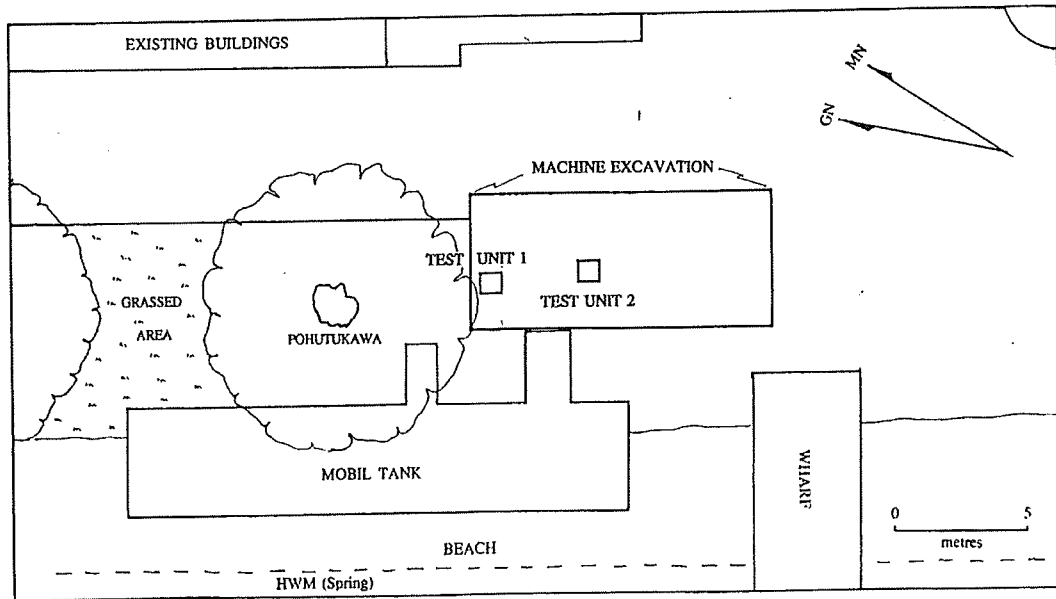 EXISTING BUILDINGS
MN
GN
MACHINE EXCAVATION
TEST UNIT 1
GRASSED
AREA
TEST UNIT 2
POHUTUKAWA
MOBIL TANK
WHARF
0 5
metres
BEACH
HWM (Spring)